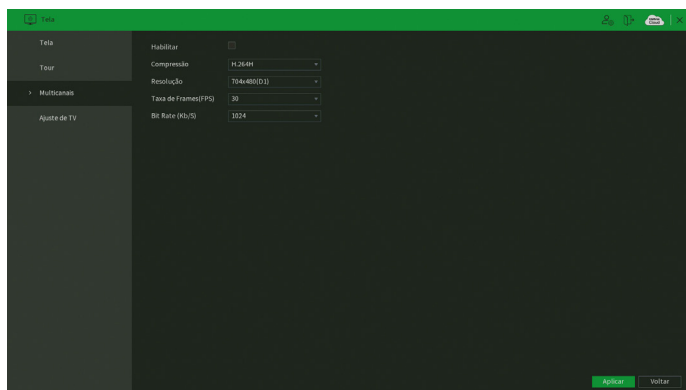 Tela
Tela
Tour
> Multicanais
Ajuste de TV
Habilitar
Compressão H.264H
Resolução 704x480(D1)
Taxa de Frames(FPS) 30
Bit Rate (Kb/S) 1024
Aplicar Voltar